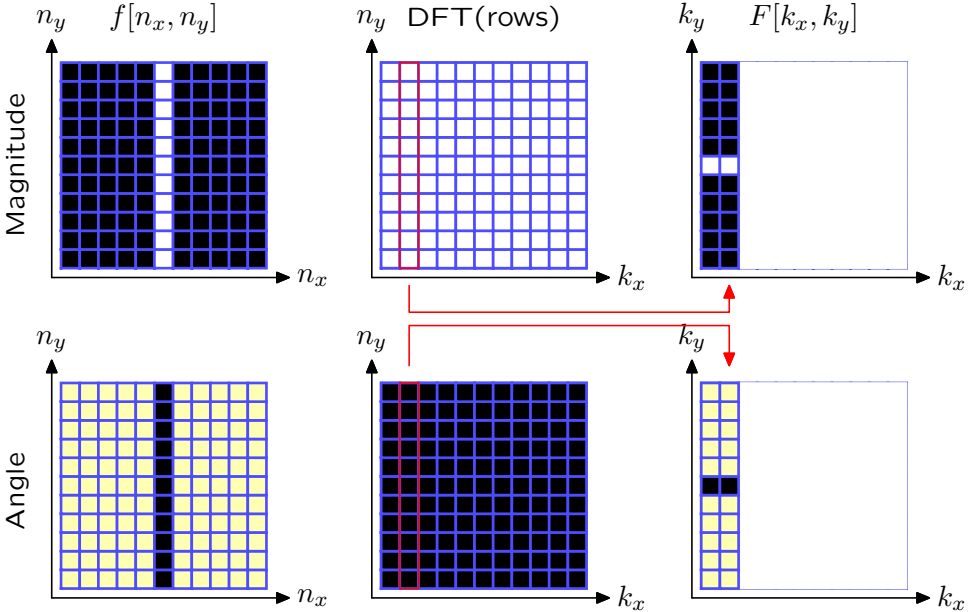 n_y f[n_x, n_y] n_y DFT(rows) k_y F[k_x, k_y]
Magnitude
n_x k_x k_x
n_y n_y k_y
Angle
n_x k_x k_x